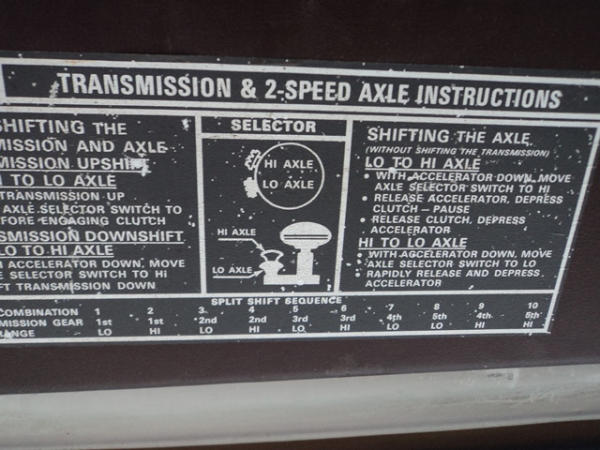 TRANSMISSION & 2-SPEED AXLE INSTRUCTIONS
SHIFTING THE
MISSION AND AXLE
MISSION UPSHIFT
HI TO LO AXLE
TRANSMISSION UP
AXLE SELECTOR SWITCH TO
FORE ENGAGING CLUTCH
SMISSION DOWNSHIFT
LO TO HI AXLE
ACCELERATOR DOWN, MOVE
E SELECTOR SWITCH TO HI
FT TRANSMISSION DOWN
SELECTOR
HI AXLE
LO AXLE
HI AXLE
LO AXLE
SHIFTING THE AXLE
(WITHOUT SHIFTING THE TRANSMISSION)
LO TO HI AXLE
• WITH ACCELERATOR DOWN, MOVE
AXLE SELECTOR SWITCH TO HI
• RELEASE ACCELERATOR, DEPRESS
CLUTCH – PAUSE
• RELEASE CLUTCH, DEPRESS
ACCELERATOR
HI TO LO AXLE
• WITH ACCELERATOR DOWN, MOVE
AXLE SELECTOR SWITCH TO LO
• RAPIDLY RELEASE AND DEPRESS
ACCELERATOR
SPLIT SHIFT SEQUENCE
COMBINATION 1 2 3 4 5 6 7 8 9 10
MISSION GEAR 1st 1st 2nd 2nd 3rd 3rd 4th 5th 4th 5th
ANGE LO HI LO HI LO HI LO LO HI HI